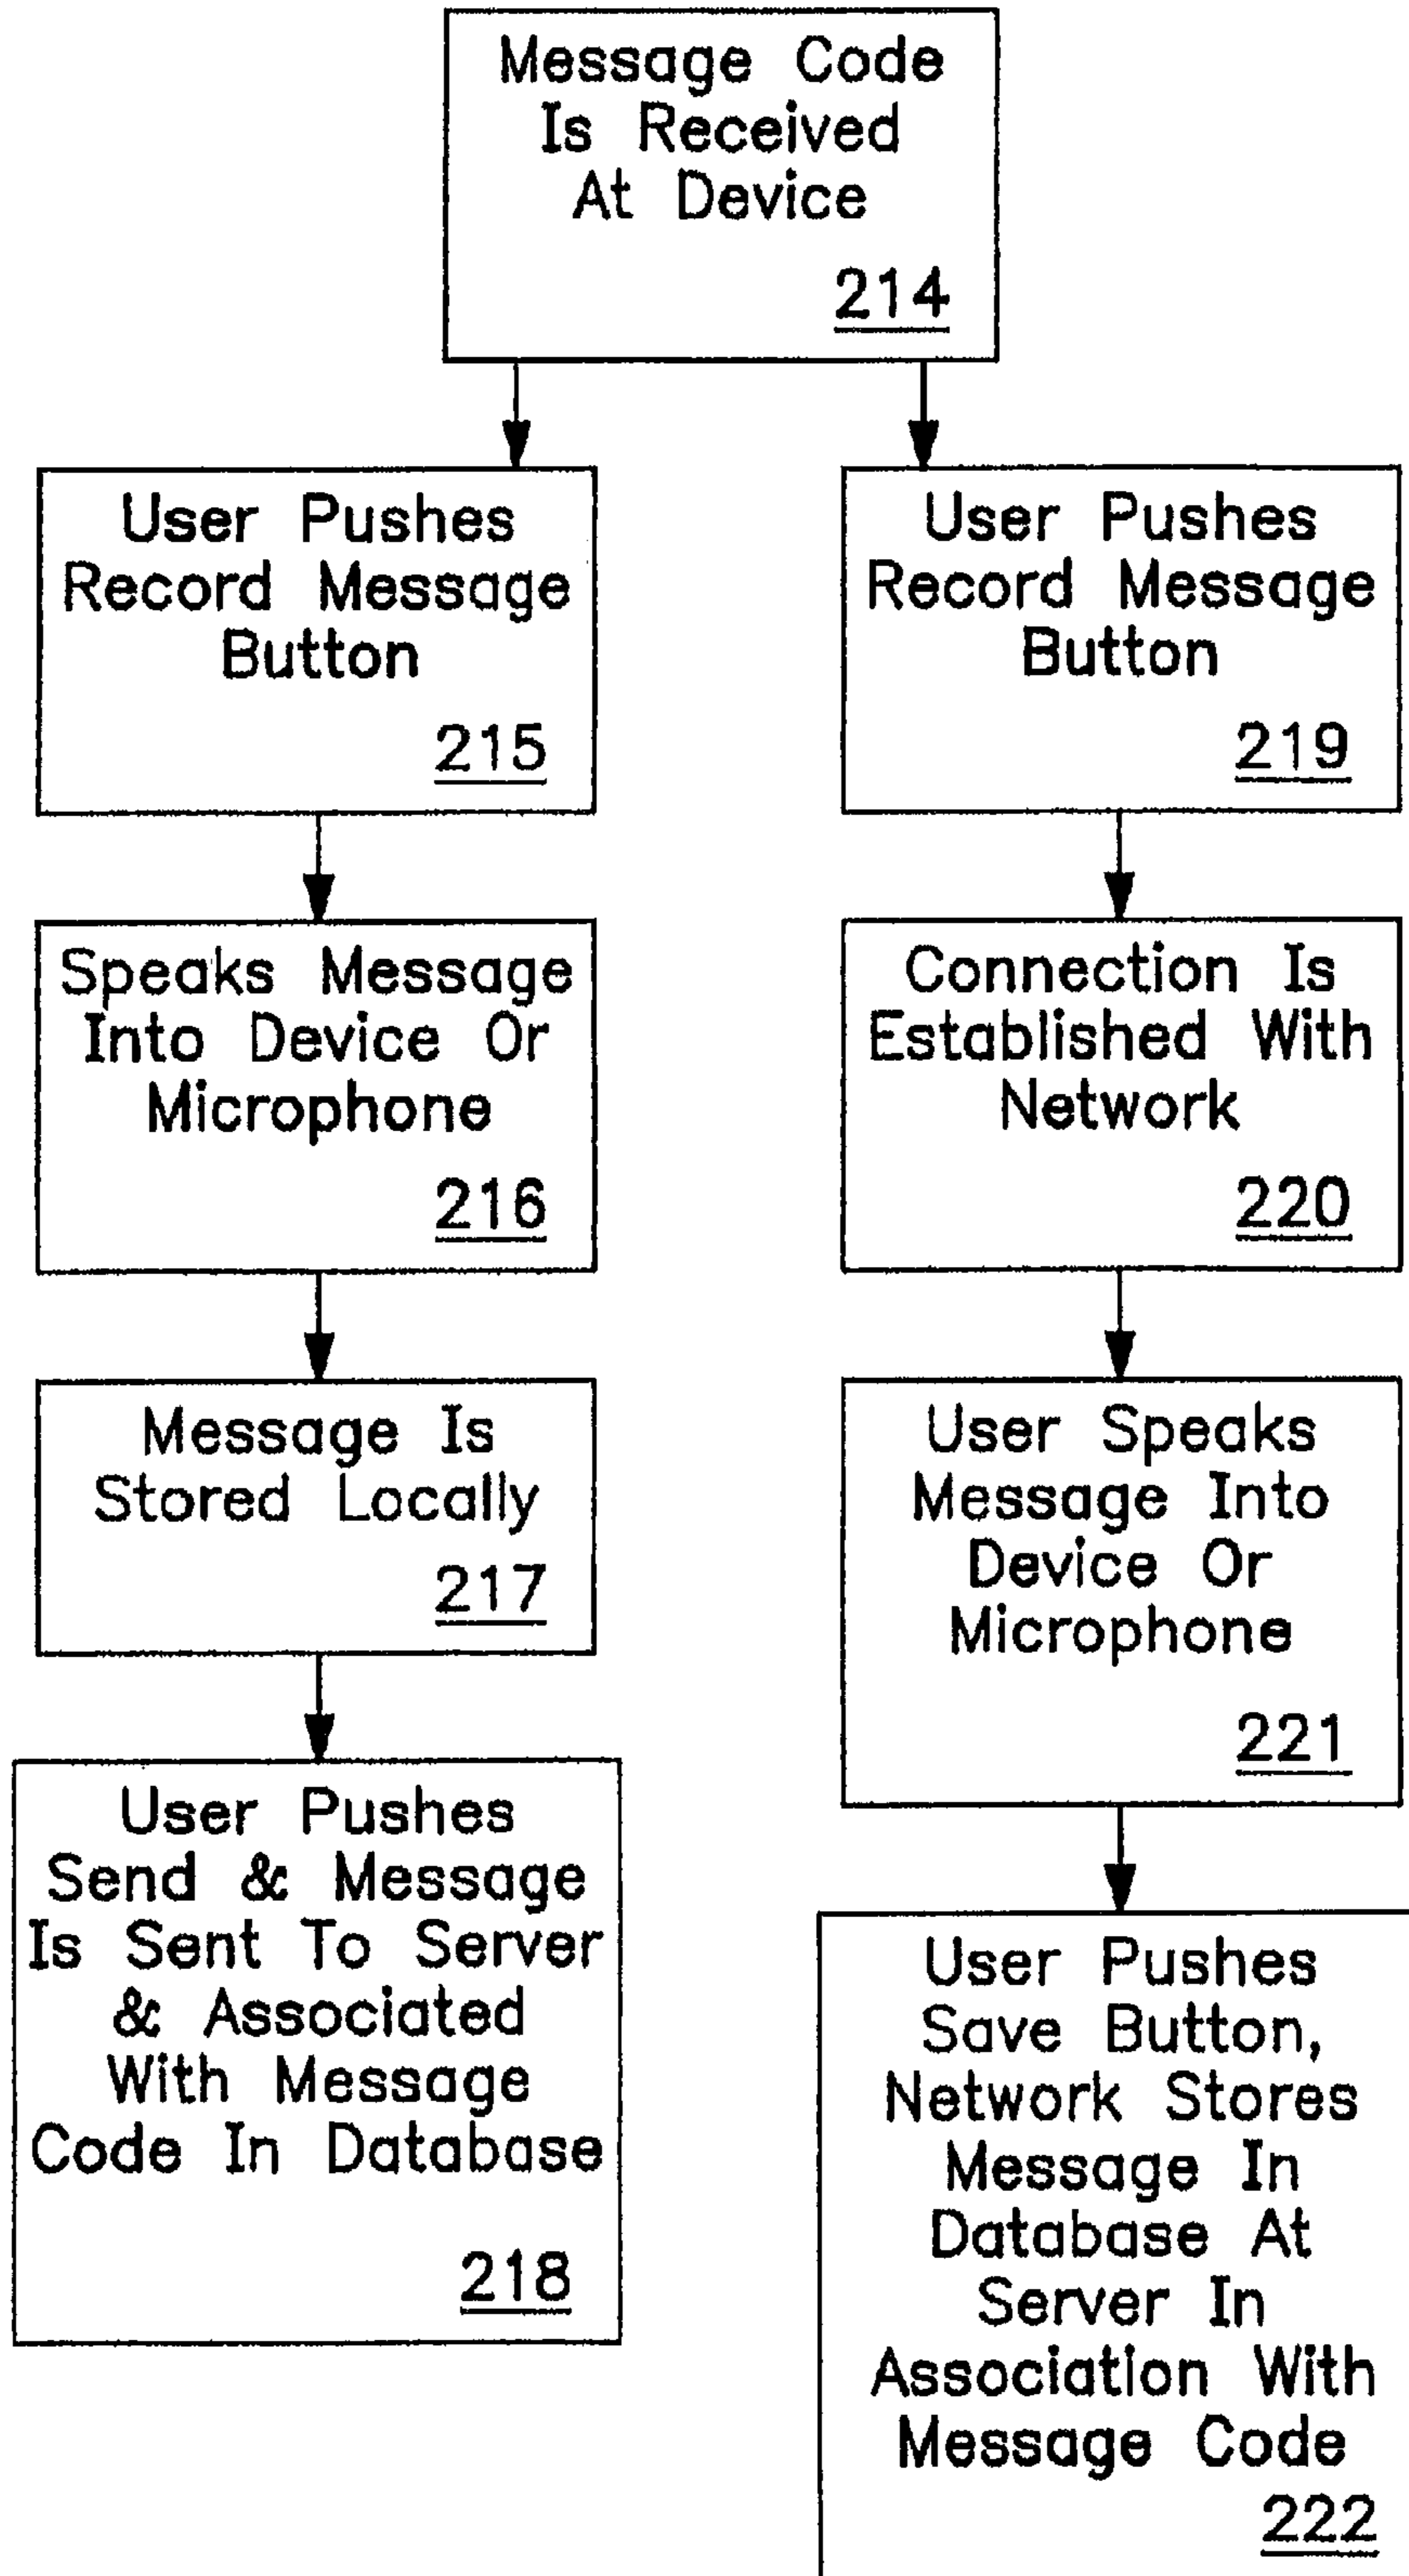 Message Code
Is Received
At Device
214
User Pushes
Record Message
Button
215
Speaks Message
Into Device Or
Microphone
216
Message Is
Stored Locally
217
User Pushes
Send & Message
Is Sent To Server
& Associated
With Message
Code In Database
218
User Pushes
Record Message
Button
219
Connection Is
Established With
Network
220
User Speaks
Message Into
Device Or
Microphone
221
User Pushes
Save Button,
Network Stores
Message In
Database At
Server In
Association With
Message Code
222